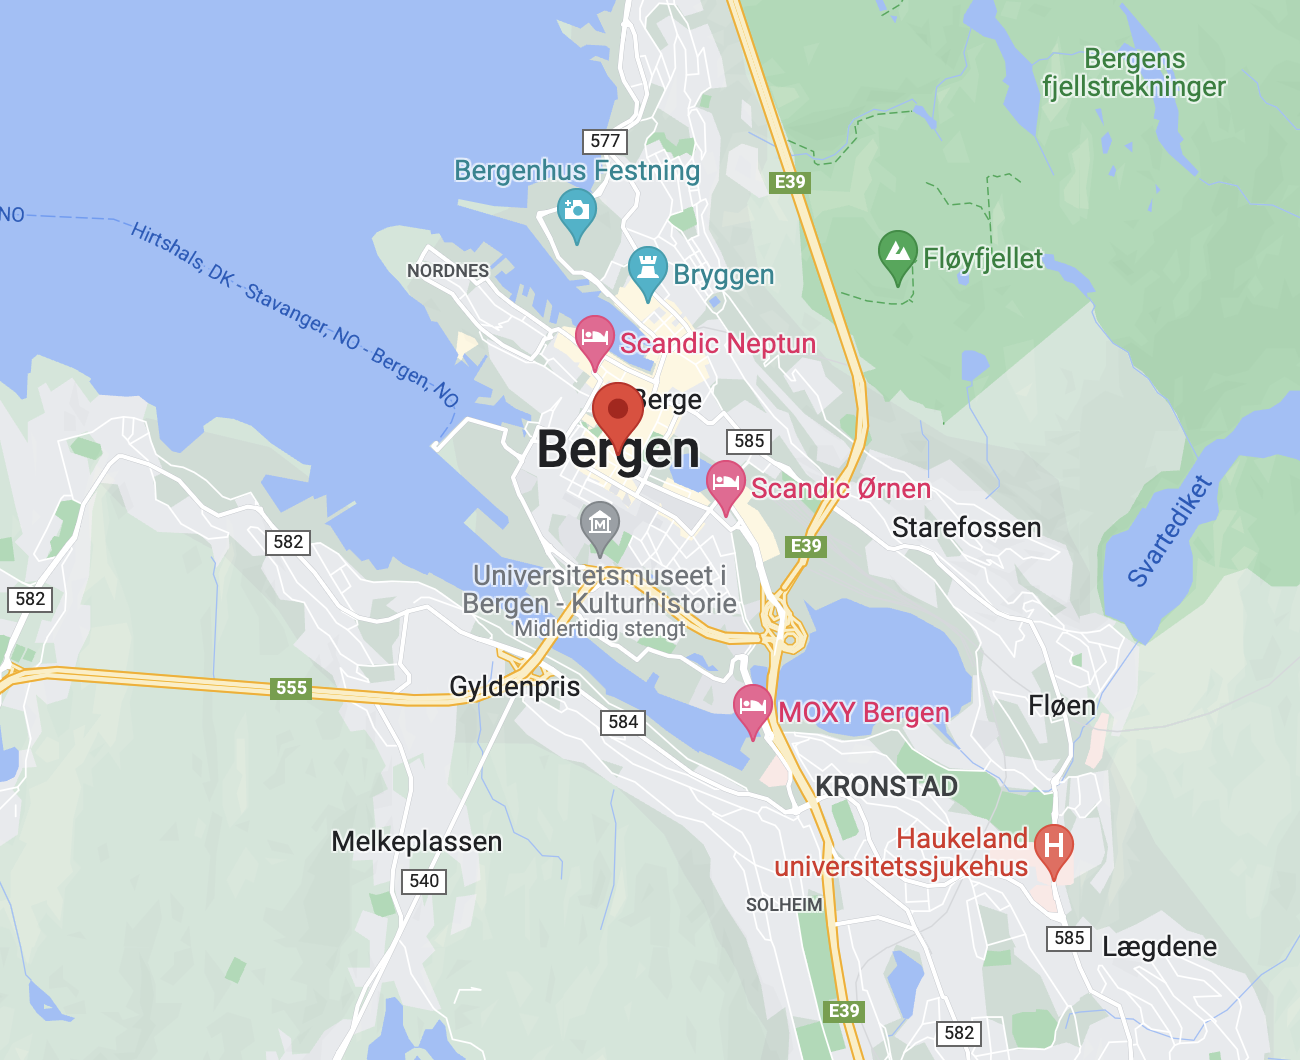 Bergens
fjellstrekninger
577
Bergenhus Festning
E39
NO
Hirtshals, DK - Stavanger, NO - Bergen, NO
NORDNES
Bryggen
Fløyfjellet
Scandic Neptun
Berge
Bergen
585
Scandic Ørnen
Starefossen
Svartediket
582
E39
M
Universitetsmuseet i
Bergen - Kulturhistorie
Midlertidig stengt
582
555
Gyldenpris
584
MOXY Bergen
Fløen
KRONSTAD
Melkeplassen
Haukeland
universitetssjukehus
H
540
SOLHEIM
585
Lægdene
E39
582